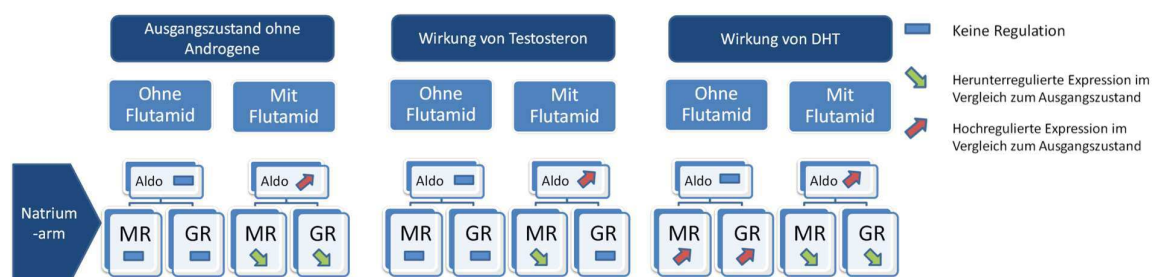 Ausgangszustand ohne
Androgene
Wirkung von Testosteron
Wirkung von DHT
Keine Regulation
Ohne
Flutamid
Mit
Flutamid
Ohne
Flutamid
Mit
Flutamid
Ohne
Flutamid
Mit
Flutamid
Herunterregulierte Expression im
Vergleich zum Ausgangszustand
Hochregulierte Expression im
Vergleich zum Ausgangszustand
Natrium
-arm
Aldo
Aldo
Aldo
Aldo
Aldo
Aldo
MR
GR
MR
GR
MR
GR
MR
GR
MR
GR
MR
GR